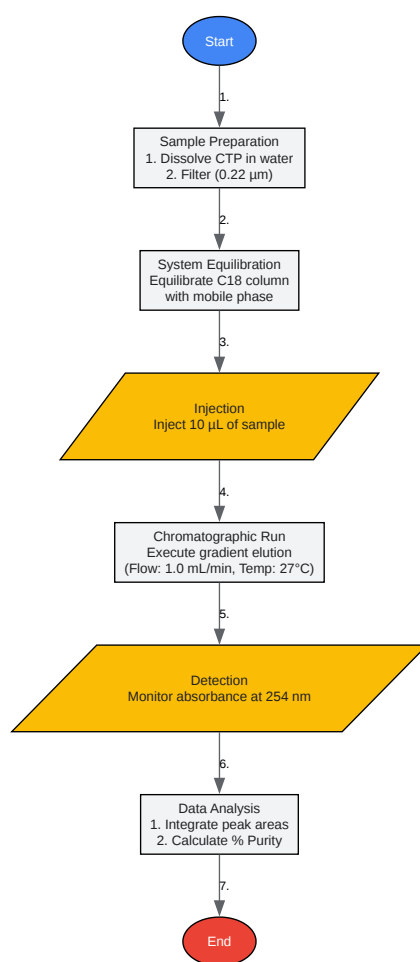 Start
1.
Sample Preparation
1. Dissolve CTP in water
2. Filter (0.22 µm)
2.
System Equilibration
Equilibrate C18 column
with mobile phase
3.
Injection
Inject 10 µL of sample
4.
Chromatographic Run
Execute gradient elution
(Flow: 1.0 mL/min, Temp: 27°C)
5.
Detection
Monitor absorbance at 254 nm
6.
Data Analysis
1. Integrate peak areas
2. Calculate % Purity
7.
End